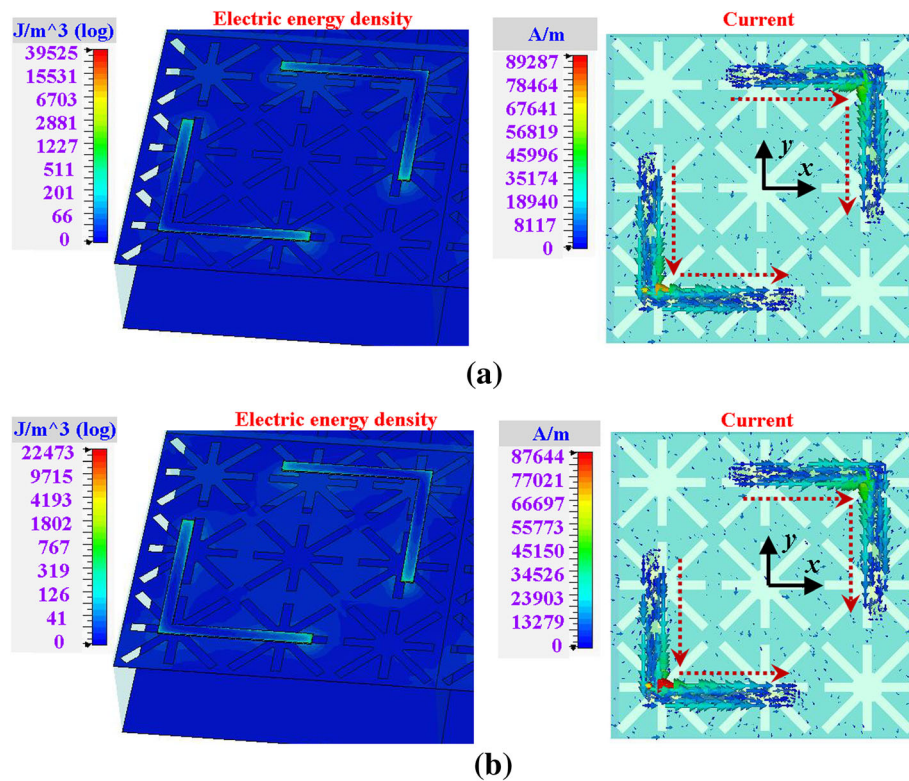 Electric energy density
Current
J/m^3 (log)
39525
15531
6703
2881
1227
511
201
66
0
A/m
89287
78464
67641
56819
45996
35174
18940
8117
0
y
x
(a)
Electric energy density
Current
J/m^3 (log)
22473
9715
4193
1802
767
319
126
41
0
A/m
87644
77021
66697
55773
45150
34526
23903
13279
0
y
x
(b)